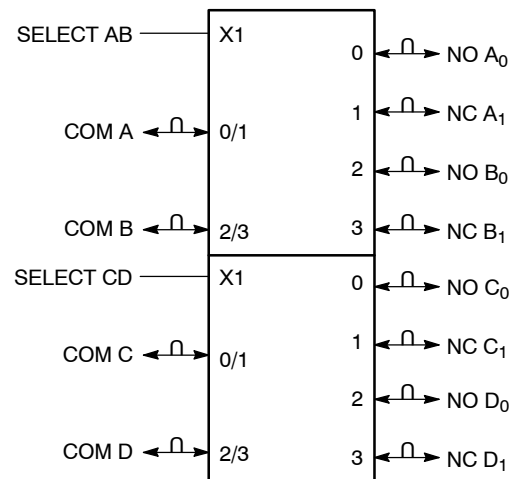 SELECT AB X1
0 NO A0
1 NC A1
COM A 0/1
2 NO B0
COM B 2/3 3 NC B1
SELECT CD X1 0 NO C0
1 NC C1
COM C 0/1
2 NO D0
COM D 2/3 3 NC D1